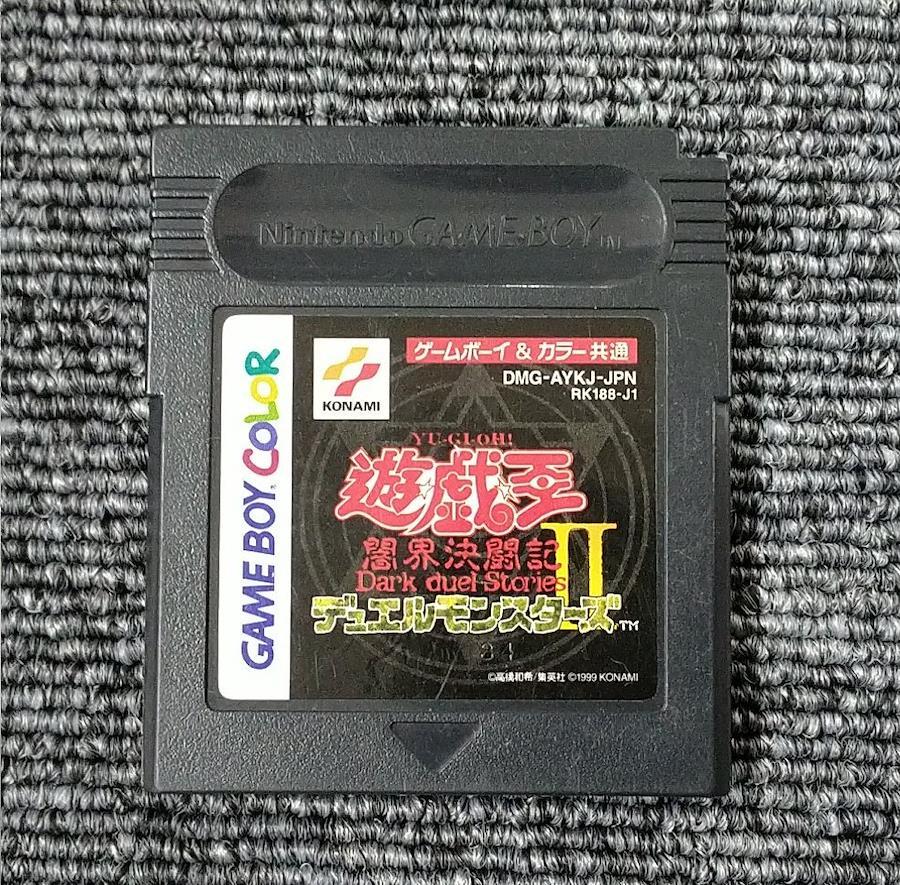 Nintendo GAME BOY TM
GAME BOY COLOR
KONAMI
ゲームボーイ & カラー 共通
DMG-AYKJ-JPN
RK188-J1
YU-GI-OH!
遊戯王
闇界決闘記
Dark duel Stories
II
デュエルモンスターズ™
24
©高橋和希/集英社 ©1999 KONAMI